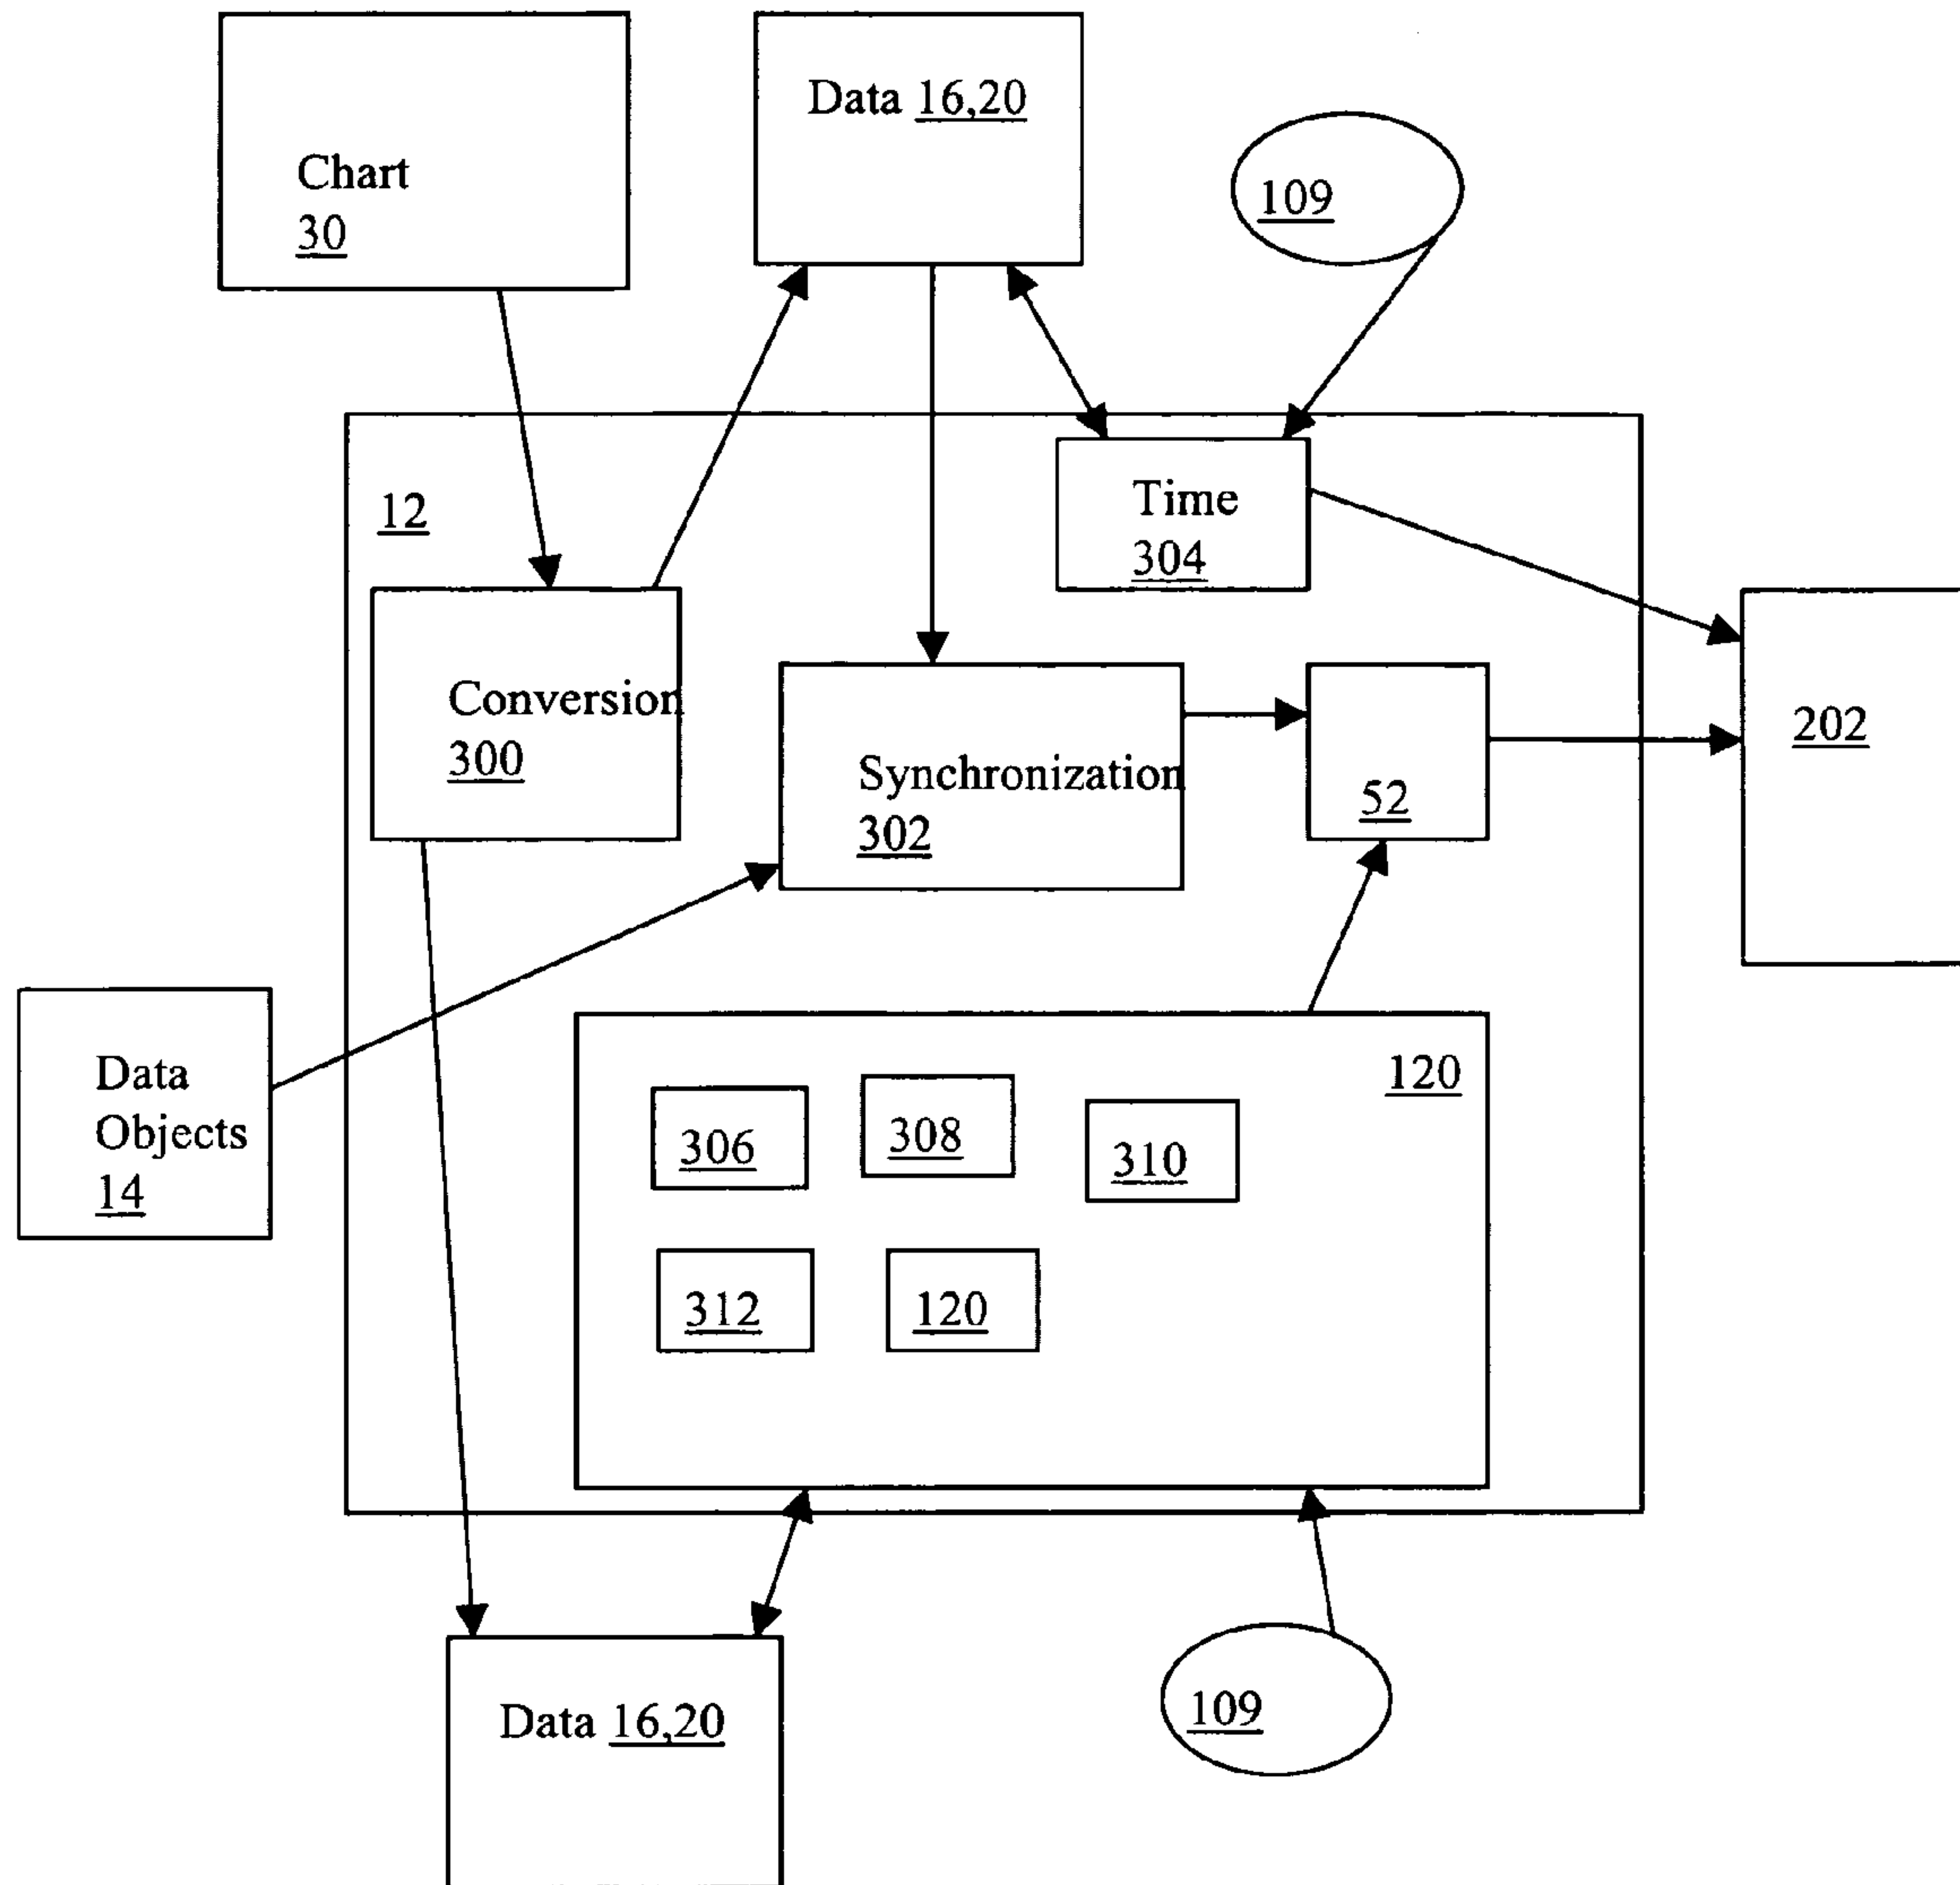 Chart
30
Data 16,20
109
12
Time
304
Conversion
300
Synchronization
302
52
202
Data
Objects
14
120
306
308
310
312
120
Data 16,20
109